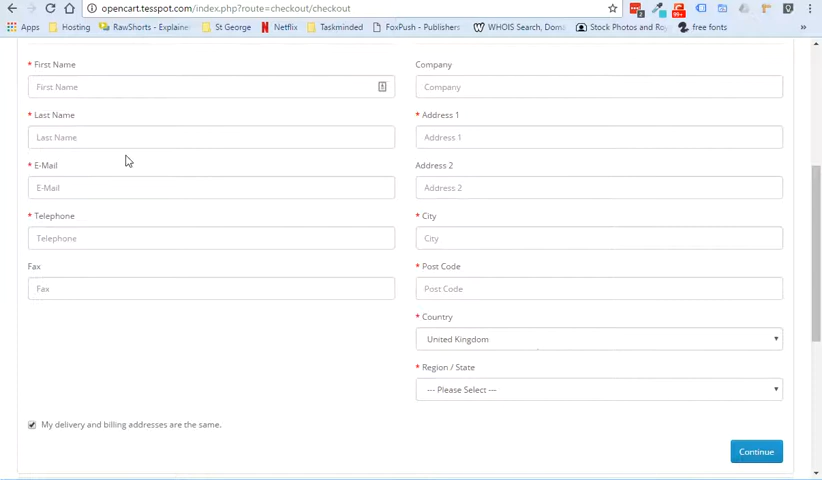 opencart.tesspot.com/index.php?route=checkout/checkout
Apps Hosting RawShorts - Explainer St George Netflix Taskminded FoxPush - Publishers WHOIS Search, Doma Stock Photos and Roy free fonts »
* First Name
First Name
* Last Name
Last Name
* E-Mail
E-Mail
* Telephone
Telephone
Fax
Fax
Company
Company
* Address 1
Address 1
Address 2
Address 2
* City
City
* Post Code
Post Code
* Country
United Kingdom
* Region / State
--- Please Select ---
My delivery and billing addresses are the same.
Continue